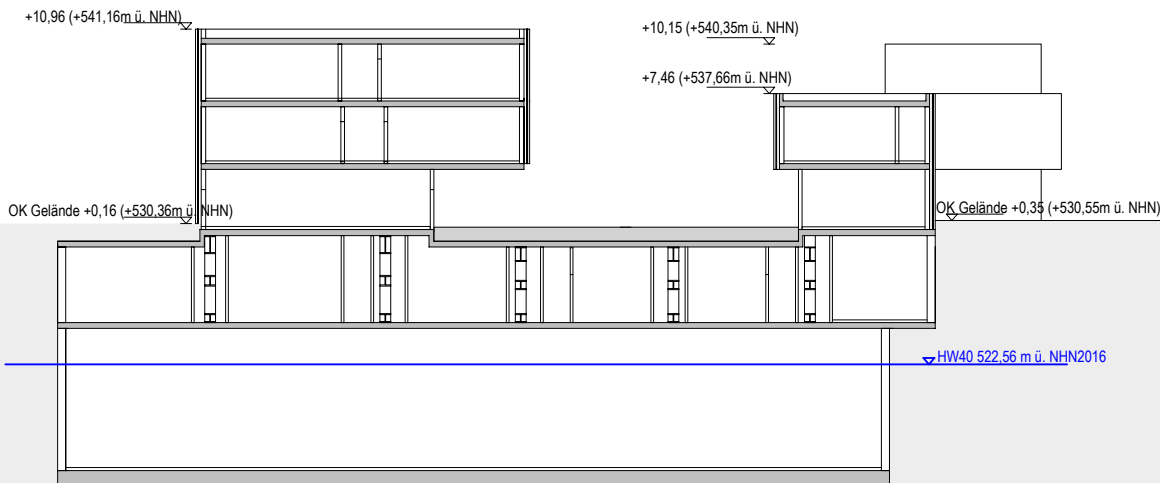 +10,96 (+541,16m ü. NHN)
+10,15 (+540,35m ü. NHN)
+7,46 (+537,66m ü. NHN)
OK Gelände +0,16 (+530,36m ü. NHN)
OK Gelände +0,35 (+530,55m ü. NHN)
HW40 522,56 m ü. NHN2016